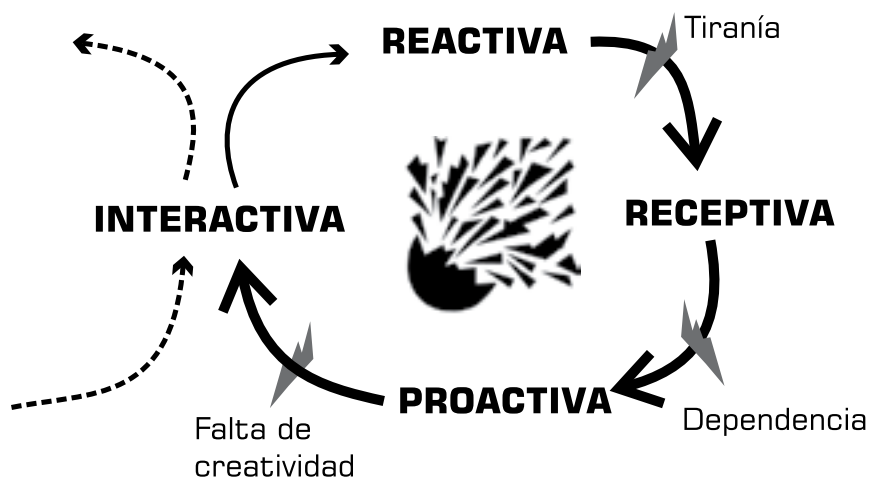 Tiranía
REACTIVA
RECEPTIVA
INTERACTIVA
PROACTIVA
Dependencia
Falta de
creatividad